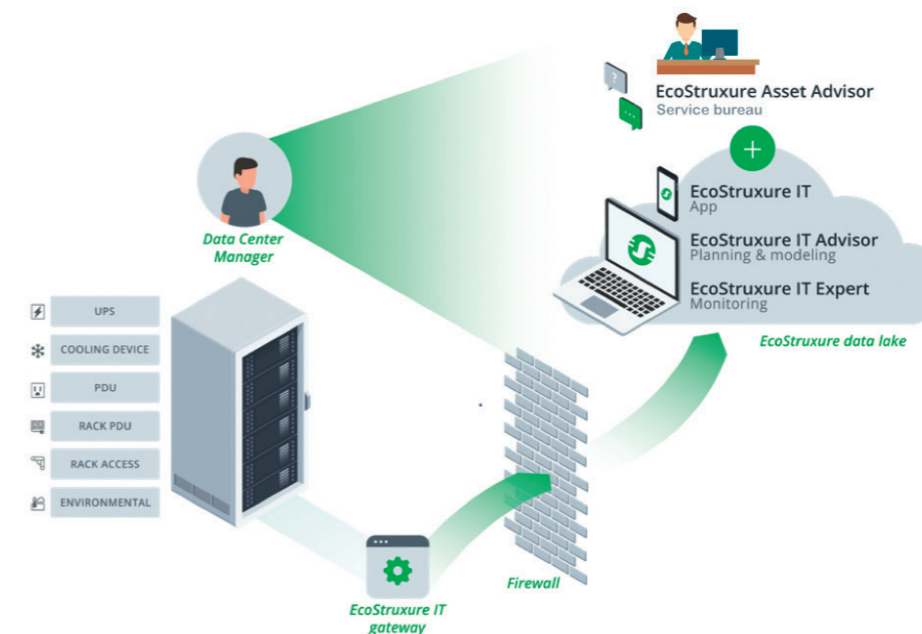 EcoStruxure Asset Advisor
Service bureau
EcoStruxure IT
App
EcoStruxure IT Advisor
Planning & modeling
EcoStruxure IT Expert
Monitoring
EcoStruxure data lake
Data Center
Manager
UPS
COOLING DEVICE
PDU
RACK PDU
RACK ACCESS
ENVIRONMENTAL
Firewall
EcoStruxure IT
gateway